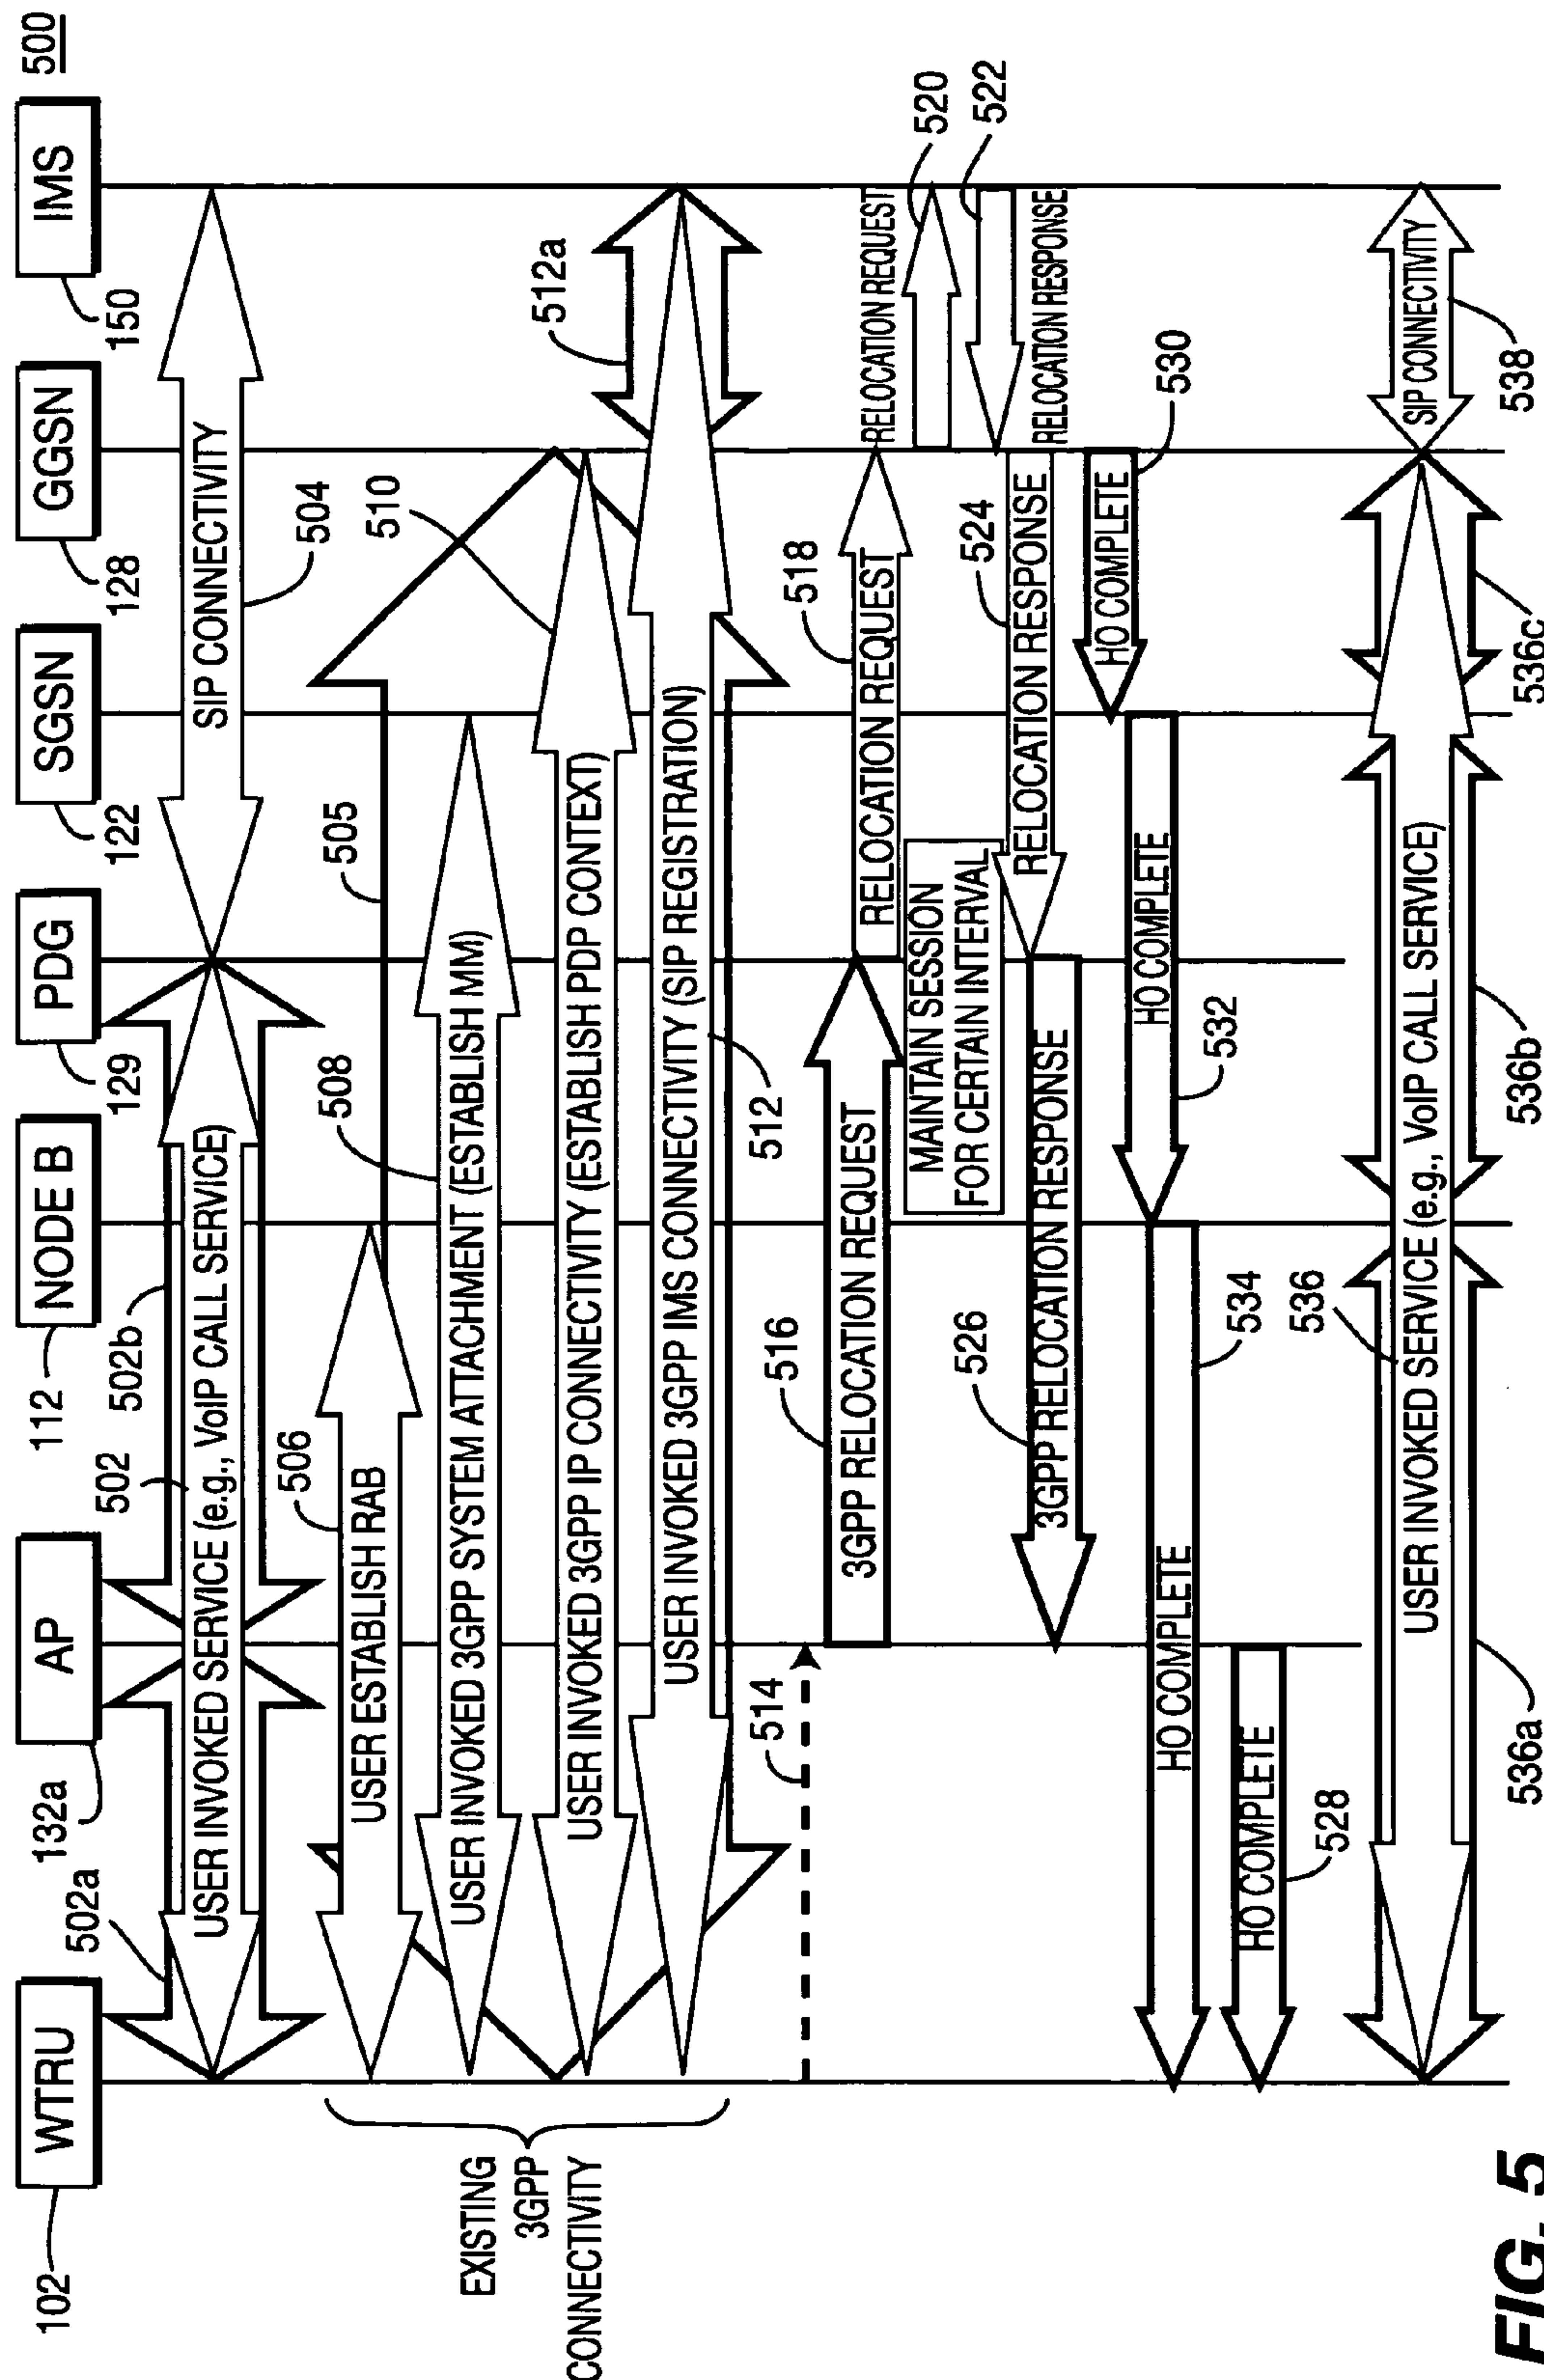 500
WTRU
AP
NODE B
PDG
SGSN
GGSN
IMS
102
132a
112
129
122
128
150
502a
502
502b
USER INVOKED SERVICE (e.g., VoIP CALL SERVICE)
SIP CONNECTIVITY
504
505
506
USER ESTABLISH RAB
508
USER INVOKED 3GPP SYSTEM ATTACHMENT (ESTABLISH MM)
510
USER INVOKED 3GPP IP CONNECTIVITY (ESTABLISH PDP CONTEXT)
512a
USER INVOKED 3GPP IMS CONNECTIVITY (SIP REGISTRATION)
512
EXISTING
3GPP
CONNECTIVITY
514
516
3GPP RELOCATION REQUEST
518
RELOCATION REQUEST
RELOCATION REQUEST
520
MAINTAIN SESSION
FOR CERTAIN INTERVAL
522
RELOCATION RESPONSE
524
RELOCATION RESPONSE
526
3GPP RELOCATION RESPONSE
530
HO COMPLETE
HO COMPLETE
532
HO COMPLETE
534
HO COMPLETE
528
536
USER INVOKED SERVICE (e.g., VoIP CALL SERVICE)
SIP CONNECTIVITY
538
536a
536b
536c
FIG. 5